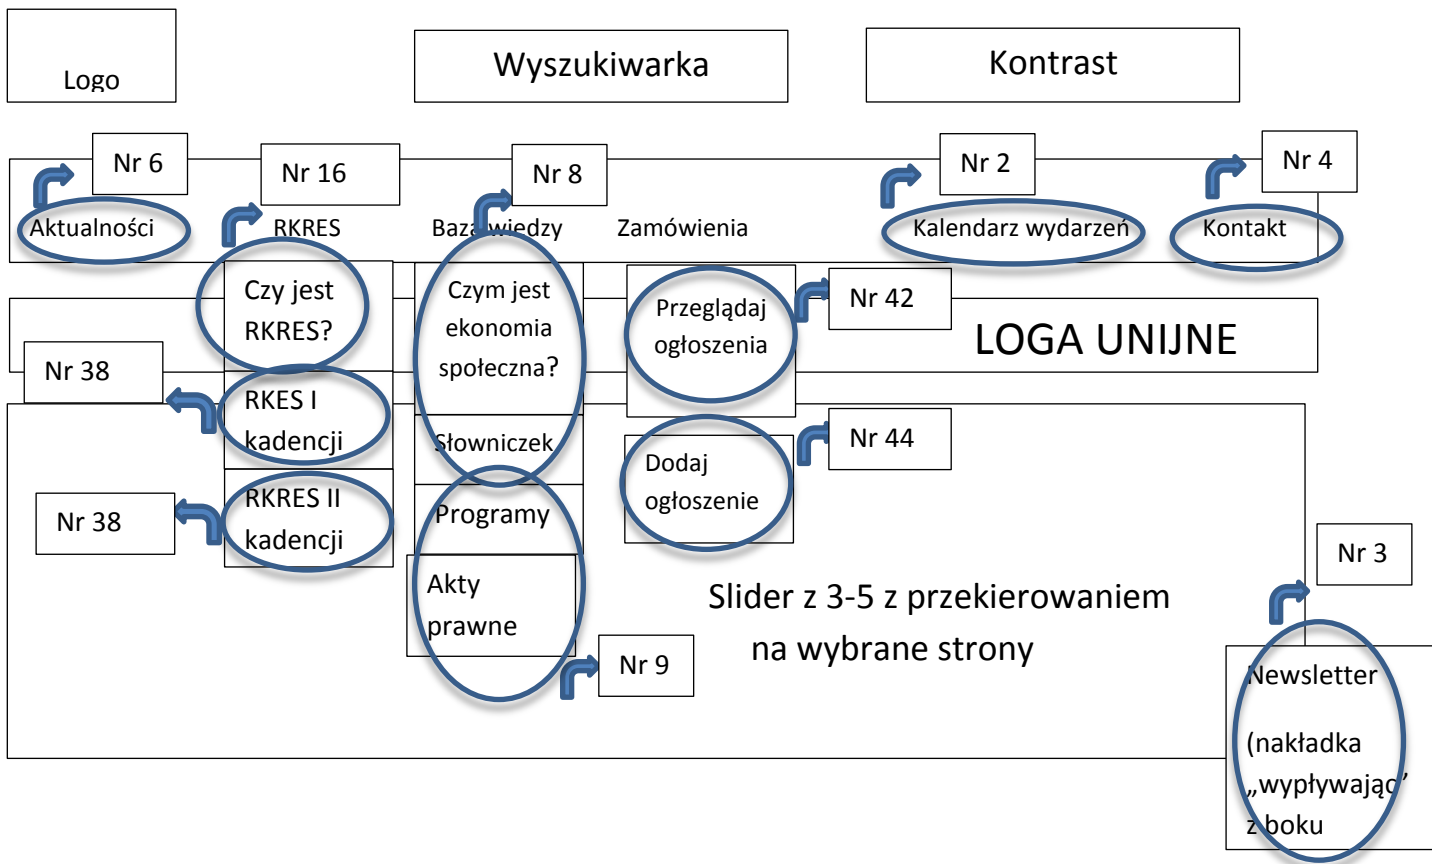 Logo
Wyszukiwarka
Kontrast
Nr 6
Nr 16
Nr 8
Nr 2
Nr 4
Aktualności
RKRES
Baza wiedzy
Zamówienia
Kalendarz wydarzeń
Kontakt
Czy jest
RKRES?
RKES I
kadencji
RKRES II
kadencji
Nr 38
Nr 38
Czym jest
ekonomia
społeczna?
Słowniczek
Programy
Akty
prawne
Nr 9
Przeglądaj
ogłoszenia
Nr 42
Dodaj
ogłoszenie
Nr 44
LOGA UNIJNE
Slider z 3-5 z przekierowaniem
na wybrane strony
Nr 3
Newsletter
(nakładka
„wypływając”
z boku